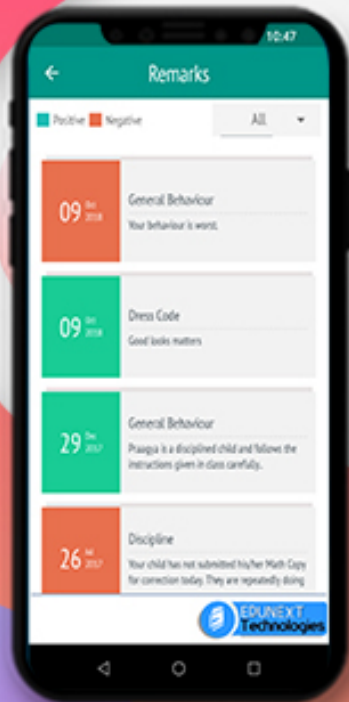 10:47
Remarks
Positive Negative
All
09 Oct 2018
General Behaviour
Your behaviour is worst.
09 Oct 2018
Dress Code
Good looks matters
29 Dec 2017
General Behaviour
Praagya is a disciplined child and follows the
instructions given in class carefully.
26 Jul 2017
Discipline
Your child has not submitted his/her Math Copy
for correction today. They are repeatedly doing
EDUNEXT
Technologies